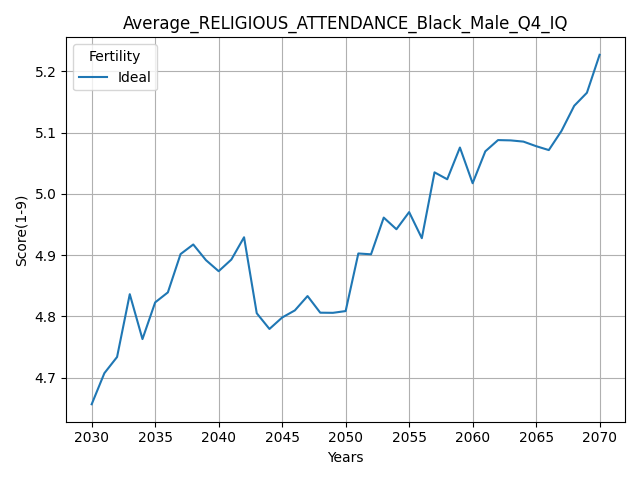 Average_RELIGIOUS_ATTENDANCE_Black_Male_Q4_IQ
Fertility
Ideal
Score(1-9)
5.2
5.1
5.0
4.9
4.8
4.7
2030 2035 2040 2045 2050 2055 2060 2065 2070
Years